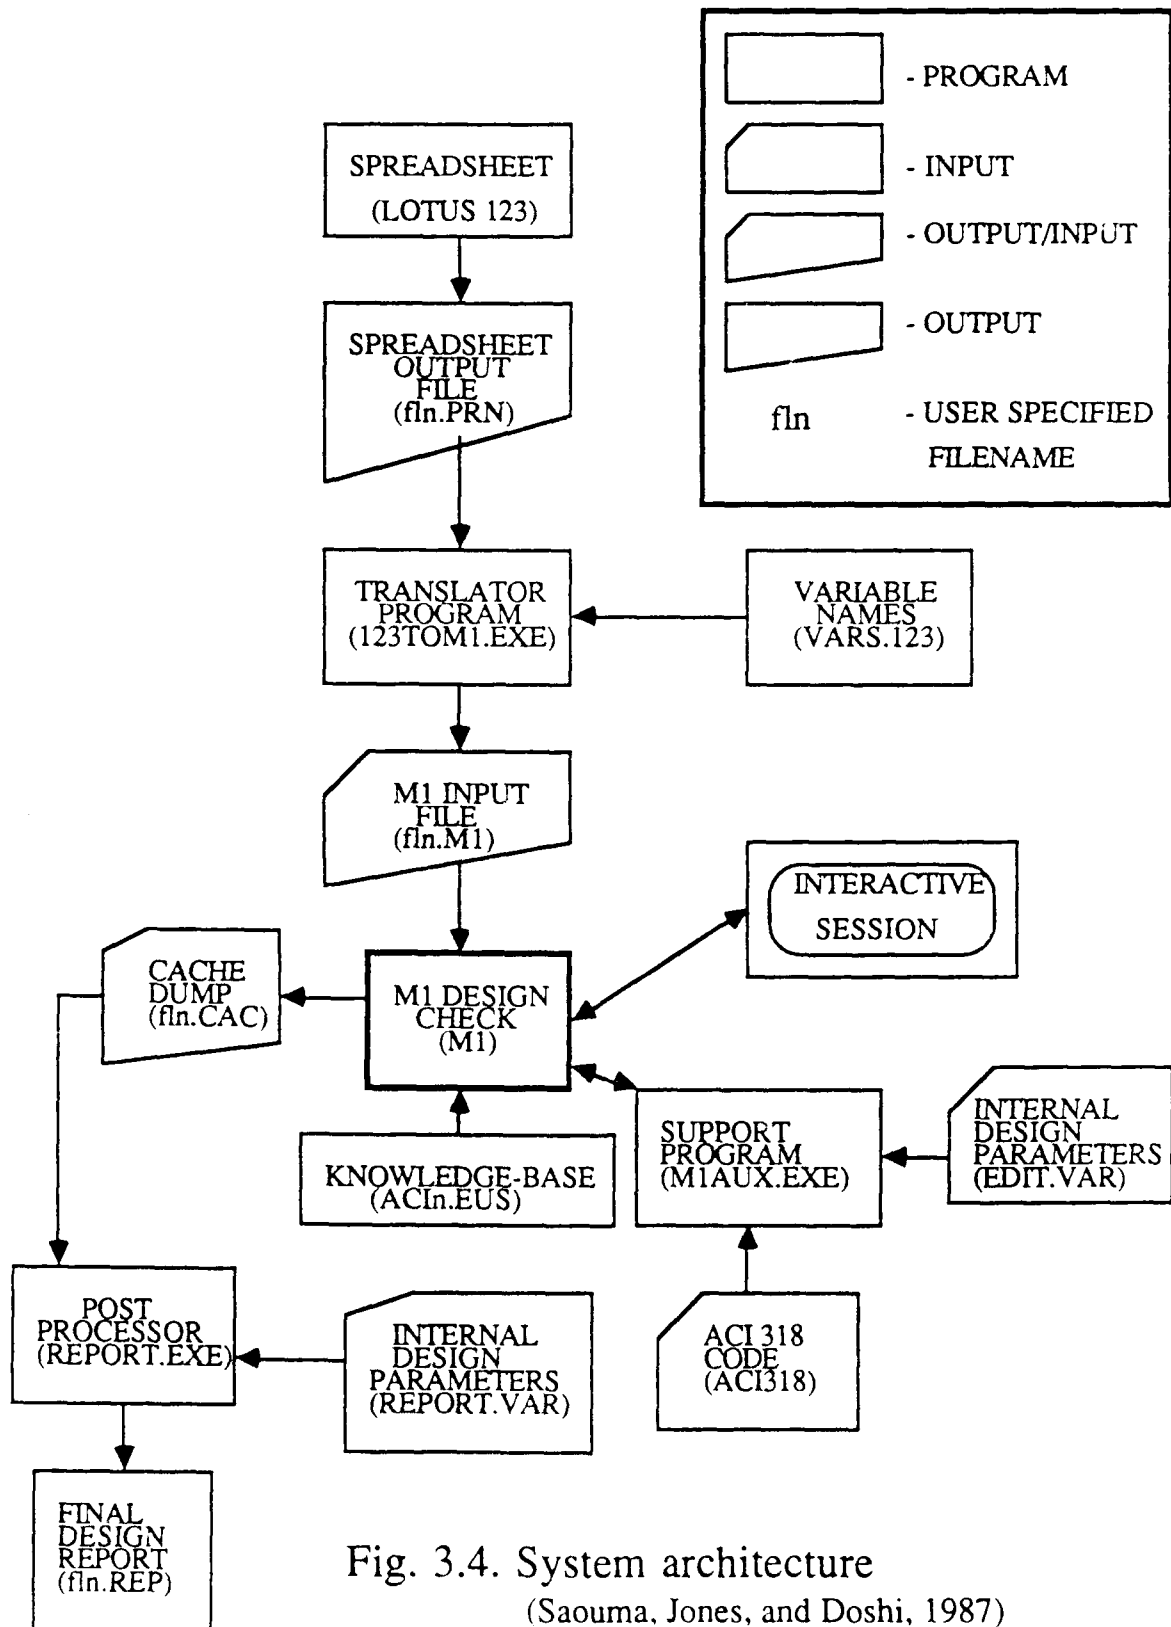 - PROGRAM
- INPUT
- OUTPUT/INPUT
- OUTPUT
fln - USER SPECIFIED
FILENAME
SPREADSHEET
(LOTUS 123)
SPREADSHEET
OUTPUT
FILE
(fln.PRN)
TRANSLATOR
PROGRAM
(123TOM1.EXE)
VARIABLE
NAMES
(VARS.123)
M1 INPUT
FILE
(fln.M1)
INTERACTIVE
SESSION
CACHE
DUMP
(fln.CAC)
M1 DESIGN
CHECK
(M1)
KNOWLEDGE-BASE
(ACIn.EUS)
SUPPORT
PROGRAM
(M1AUX.EXE)
INTERNAL
DESIGN
PARAMETERS
(EDIT.VAR)
POST
PROCESSOR
(REPORT.EXE)
INTERNAL
DESIGN
PARAMETERS
(REPORT.VAR)
ACI 318
CODE
(ACI318)
FINAL
DESIGN
REPORT
(fln.REP)
Fig. 3.4. System architecture
(Saouma, Jones, and Doshi, 1987)